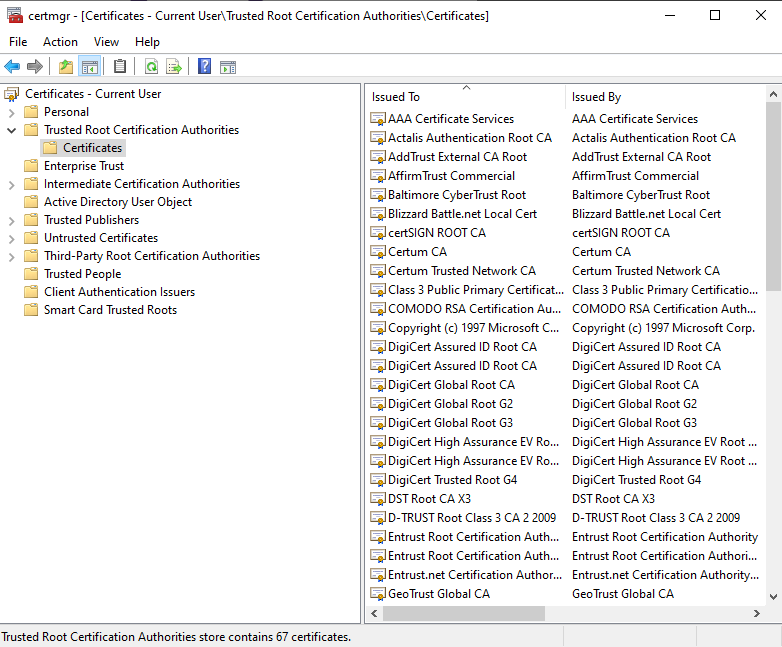 certmgr - [Certificates - Current User\Trusted Root Certification Authorities\Certificates]
File Action View Help
Certificates - Current User
Personal
Trusted Root Certification Authorities
Certificates
Enterprise Trust
Intermediate Certification Authorities
Active Directory User Object
Trusted Publishers
Untrusted Certificates
Third-Party Root Certification Authorities
Trusted People
Client Authentication Issuers
Smart Card Trusted Roots
Issued To Issued By
AAA Certificate Services AAA Certificate Services
Actalis Authentication Root CA Actalis Authentication Root CA
AddTrust External CA Root AddTrust External CA Root
AffirmTrust Commercial AffirmTrust Commercial
Baltimore CyberTrust Root Baltimore CyberTrust Root
Blizzard Battle.net Local Cert Blizzard Battle.net Local Cert
certSIGN ROOT CA certSIGN ROOT CA
Certum CA Certum CA
Certum Trusted Network CA Certum Trusted Network CA
Class 3 Public Primary Certificat... Class 3 Public Primary Certificatio...
COMODO RSA Certification Au... COMODO RSA Certification Auth...
Copyright (c) 1997 Microsoft C... Copyright (c) 1997 Microsoft Corp.
DigiCert Assured ID Root CA DigiCert Assured ID Root CA
DigiCert Assured ID Root CA DigiCert Assured ID Root CA
DigiCert Global Root CA DigiCert Global Root CA
DigiCert Global Root G2 DigiCert Global Root G2
DigiCert Global Root G3 DigiCert Global Root G3
DigiCert High Assurance EV Ro... DigiCert High Assurance EV Root ...
DigiCert High Assurance EV Ro... DigiCert High Assurance EV Root ...
DigiCert Trusted Root G4 DigiCert Trusted Root G4
DST Root CA X3 DST Root CA X3
D-TRUST Root Class 3 CA 2 2009 D-TRUST Root Class 3 CA 2 2009
Entrust Root Certification Auth... Entrust Root Certification Authority
Entrust Root Certification Auth... Entrust Root Certification Authori...
Entrust.net Certification Author... Entrust.net Certification Authority...
GeoTrust Global CA GeoTrust Global CA
Trusted Root Certification Authorities store contains 67 certificates.